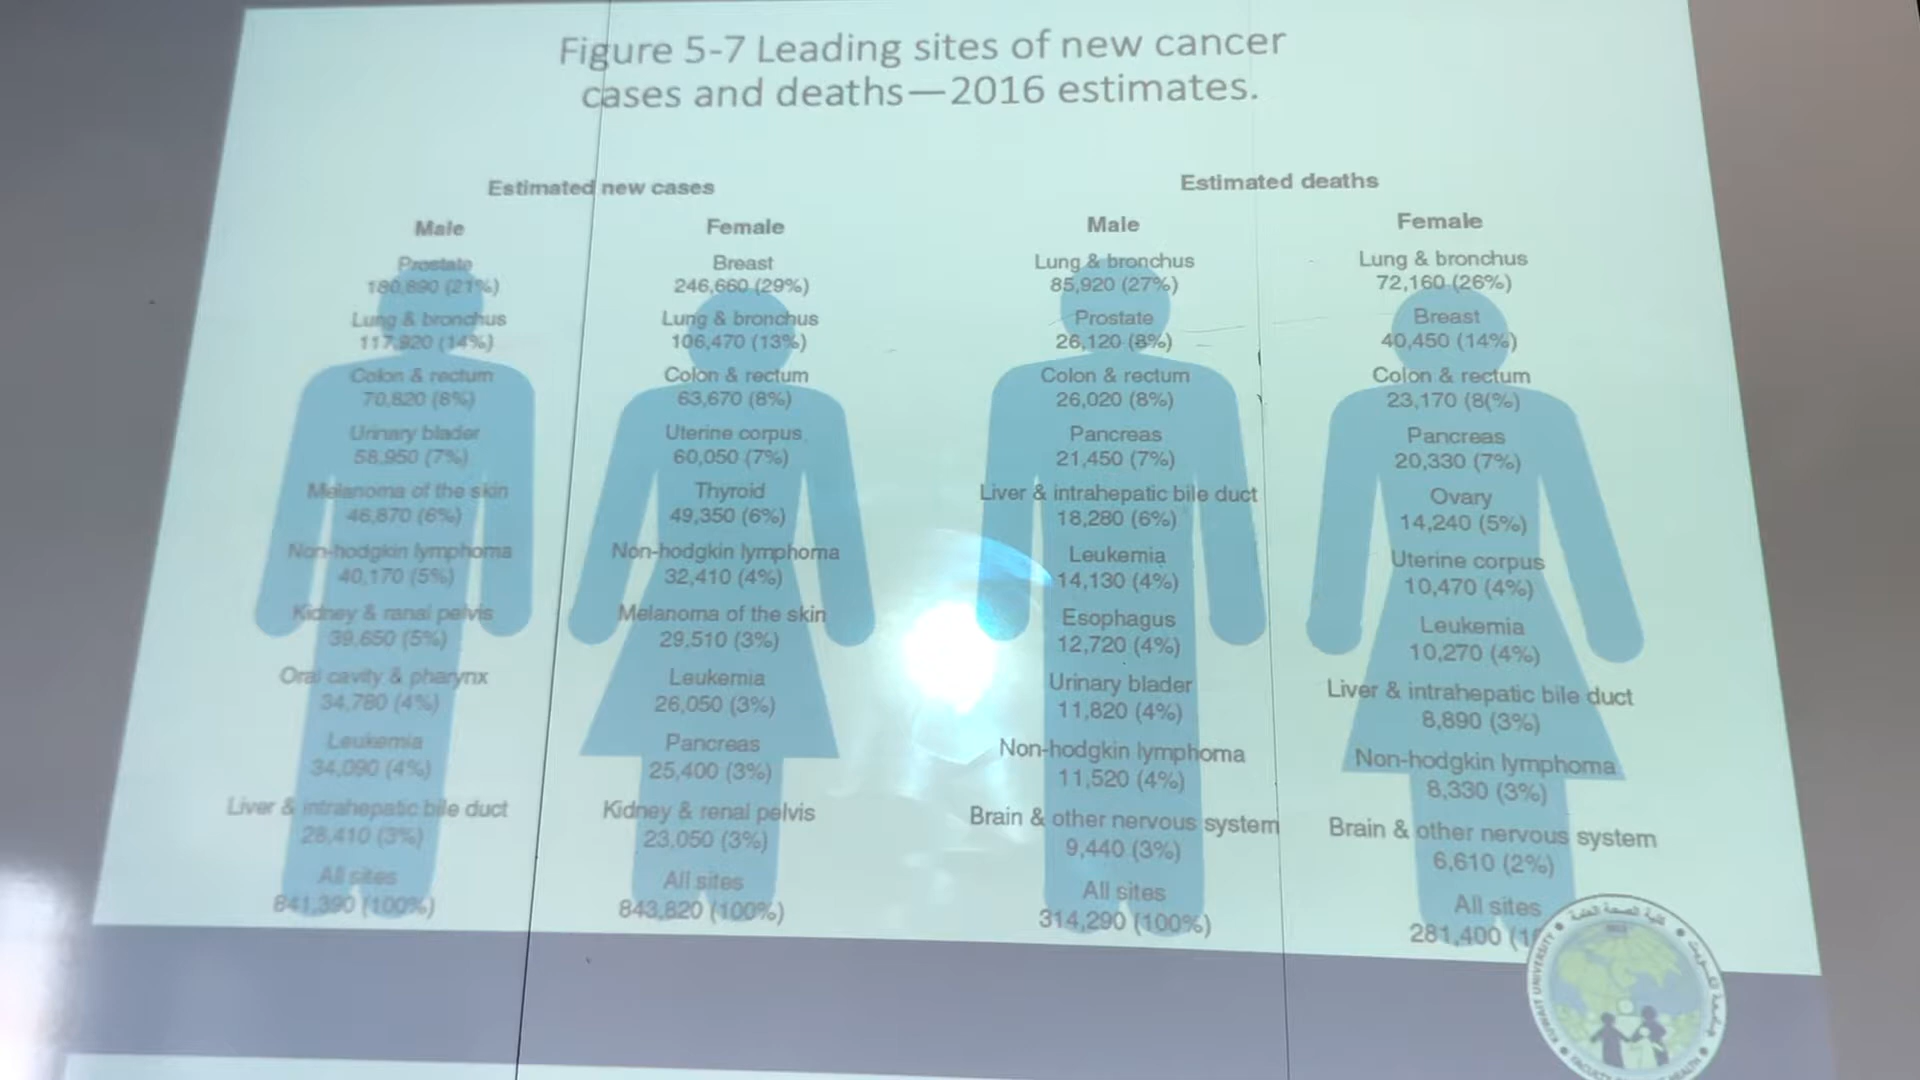 Figure 5-7 Leading sites of new cancer
cases and deaths—2016 estimates.
Estimated new cases
Male
Prostate
180,890 (21%)
Lung & bronchus
117,920 (14%)
Colon & rectum
70,820 (8%)
Urinary blader
58,950 (7%)
Melanoma of the skin
46,870 (6%)
Non-hodgkin lymphoma
40,170 (5%)
Kidney & ranal pelvis
39,650 (5%)
Oral cavity & pharynx
34,780 (4%)
Leukemia
34,090 (4%)
Liver & intrahepatic bile duct
28,410 (3%)
All sites
841,390 (100%)
Female
Breast
246,660 (29%)
Lung & bronchus
106,470 (13%)
Colon & rectum
63,670 (8%)
Uterine corpus
60,050 (7%)
Thyroid
49,350 (6%)
Non-hodgkin lymphoma
32,410 (4%)
Melanoma of the skin
29,510 (3%)
Leukemia
26,050 (3%)
Pancreas
25,400 (3%)
Kidney & renal pelvis
23,050 (3%)
All sites
843,820 (100%)
Estimated deaths
Male
Lung & bronchus
85,920 (27%)
Prostate
26,120 (8%)
Colon & rectum
26,020 (8%)
Pancreas
21,450 (7%)
Liver & intrahepatic bile duct
18,280 (6%)
Leukemia
14,130 (4%)
Esophagus
12,720 (4%)
Urinary blader
11,820 (4%)
Non-hodgkin lymphoma
11,520 (4%)
Brain & other nervous system
9,440 (3%)
All sites
314,290 (100%)
Female
Lung & bronchus
72,160 (26%)
Breast
40,450 (14%)
Colon & rectum
23,170 (8(%)
Pancreas
20,330 (7%)
Ovary
14,240 (5%)
Uterine corpus
10,470 (4%)
Leukemia
10,270 (4%)
Liver & intrahepatic bile duct
8,890 (3%)
Non-hodgkin lymphoma
8,330 (3%)
Brain & other nervous system
6,610 (2%)
All sites
281,400
كلية الصحة العامة
جامعة الكويت
KUWAIT UNIVERSITY